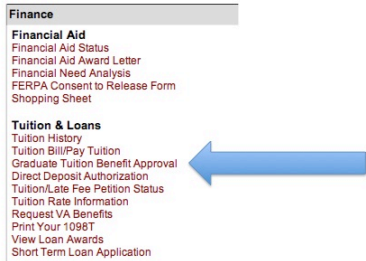 Finance
Financial Aid
Financial Aid Status
Financial Aid Award Letter
Financial Need Analysis
FERPA Consent to Release Form
Shopping Sheet
Tuition & Loans
Tuition History
Tuition Bill/Pay Tuition
Graduate Tuition Benefit Approval
Direct Deposit Authorization
Tuition/Late Fee Petition Status
Tuition Rate Information
Request VA Benefits
Print Your 1098T
View Loan Awards
Short Term Loan Application